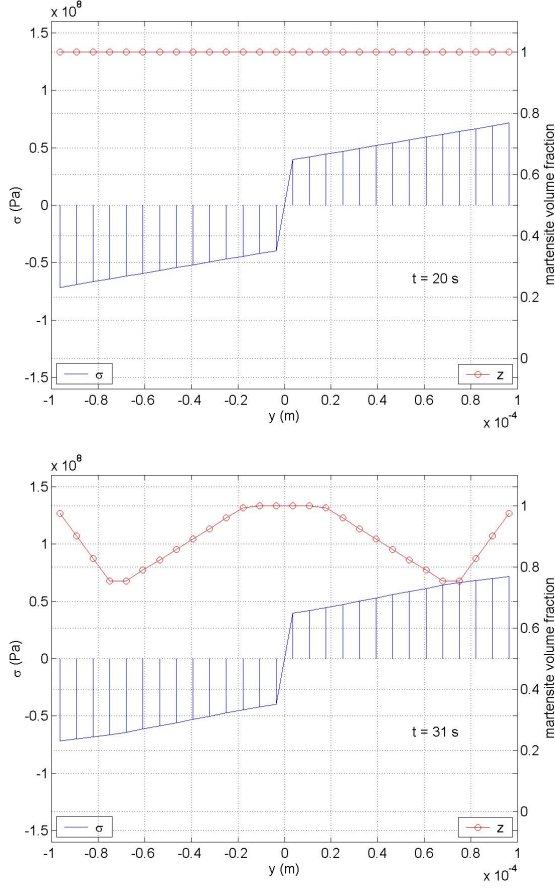 x 10^8
1.5
1
0.5
0
-0.5
-1
-1.5
σ (Pa)
1
0.8
0.6
0.4
0.2
0
martensite volume fraction
t = 20 s
σ
z
-1 -0.8 -0.6 -0.4 -0.2 0 0.2 0.4 0.6 0.8 1
y (m)
x 10^-4
x 10^8
1.5
1
0.5
0
-0.5
-1
-1.5
σ (Pa)
1
0.8
0.6
0.4
0.2
0
martensite volume fraction
t = 31 s
σ
z
-1 -0.8 -0.6 -0.4 -0.2 0 0.2 0.4 0.6 0.8 1
y (m)
x 10^-4